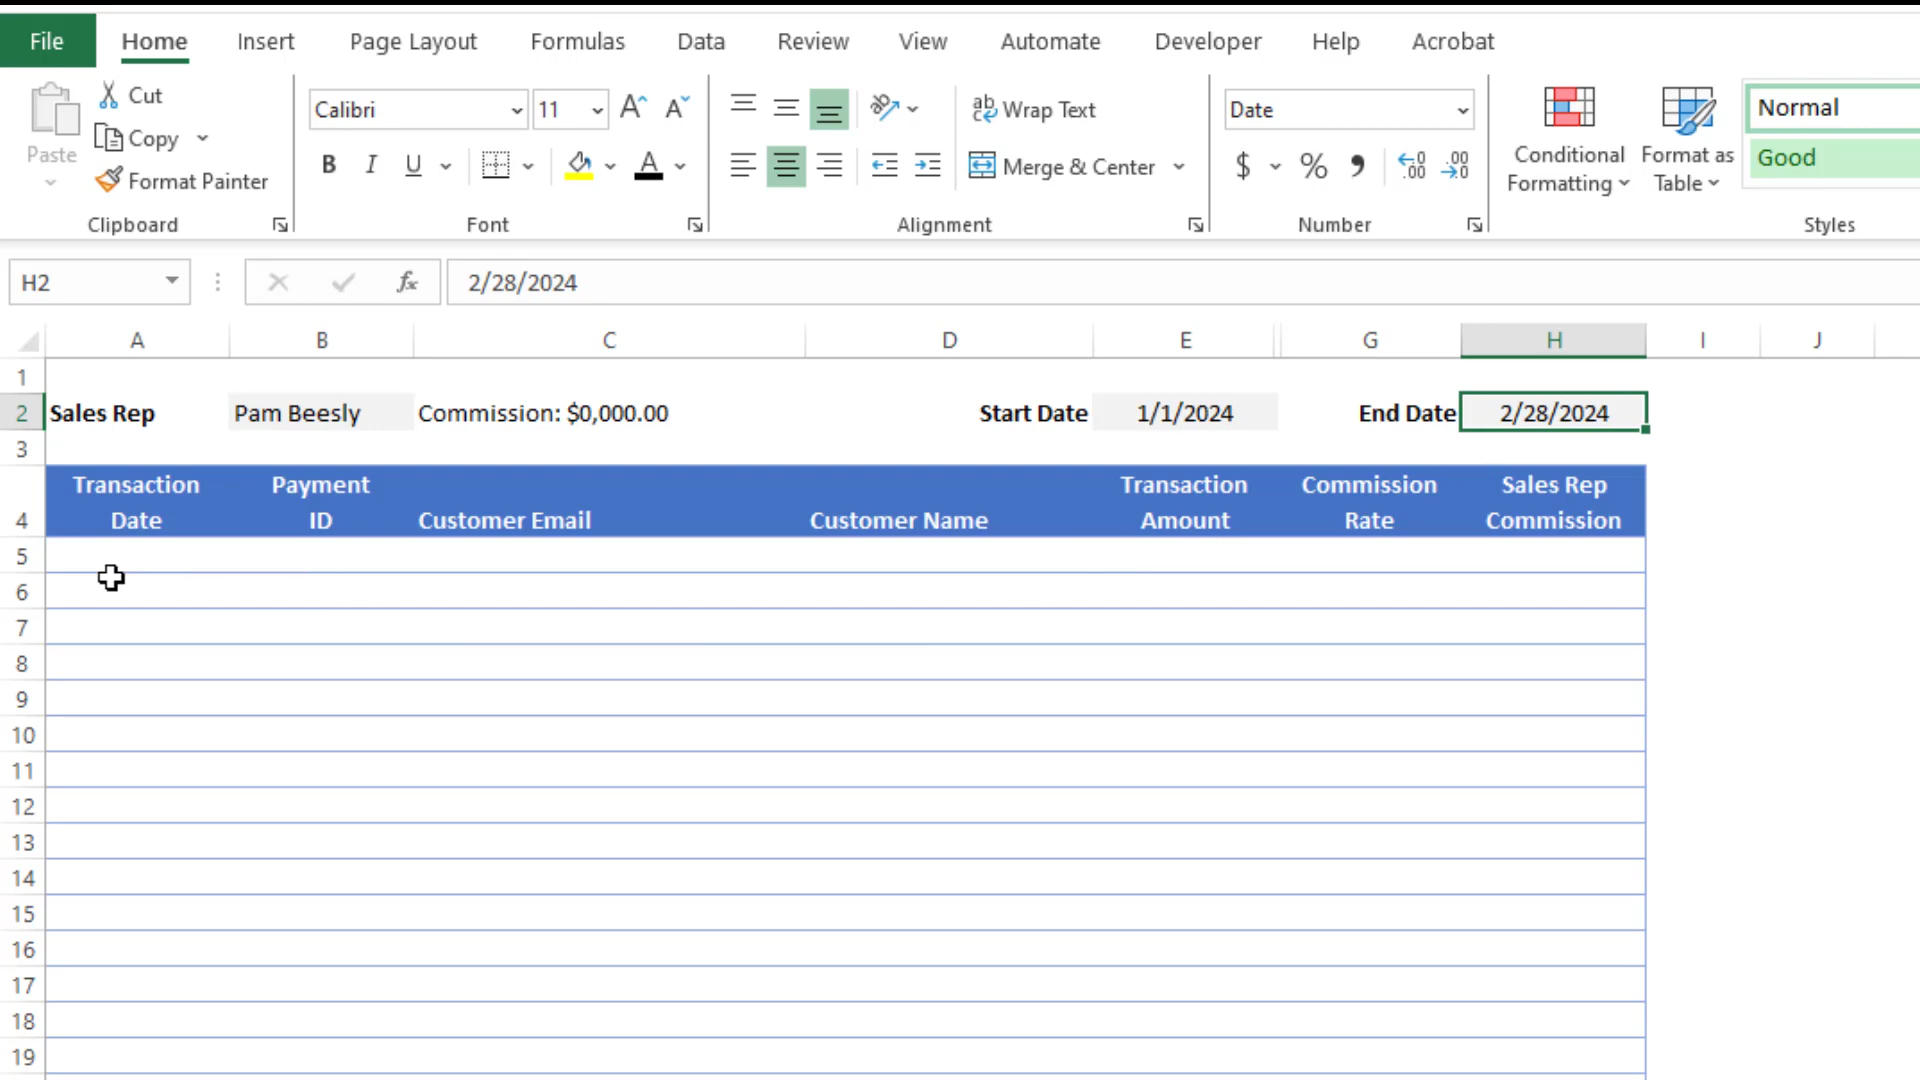 File Home Insert Page Layout Formulas Data Review View Automate Developer Help Acrobat
Paste
Cut
Copy
Format Painter
Clipboard
Calibri 11 A A
B I U A
Font
ab Wrap Text
Merge & Center
Alignment
Date
$ % , .00 .00
Number
Conditional Formatting
Format as Table
Normal
Good
Styles
H2 fx 2/28/2024
A B C D E G H I J
1
2 Sales Rep Pam Beesly Commission: $0,000.00 Start Date 1/1/2024 End Date 2/28/2024
3
Transaction Payment Transaction Commission Sales Rep
4 Date ID Customer Email Customer Name Amount Rate Commission
5
6
7
8
9
10
11
12
13
14
15
16
17
18
19